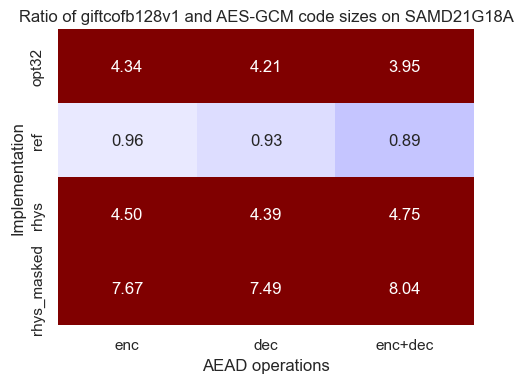 Ratio of giftcofb128v1 and AES-GCM code sizes on SAMD21G18A
Implementation
opt32
4.34 4.21 3.95
ref
0.96 0.93 0.89
rhys
4.50 4.39 4.75
rhys_masked
7.67 7.49 8.04
enc dec enc+dec
AEAD operations